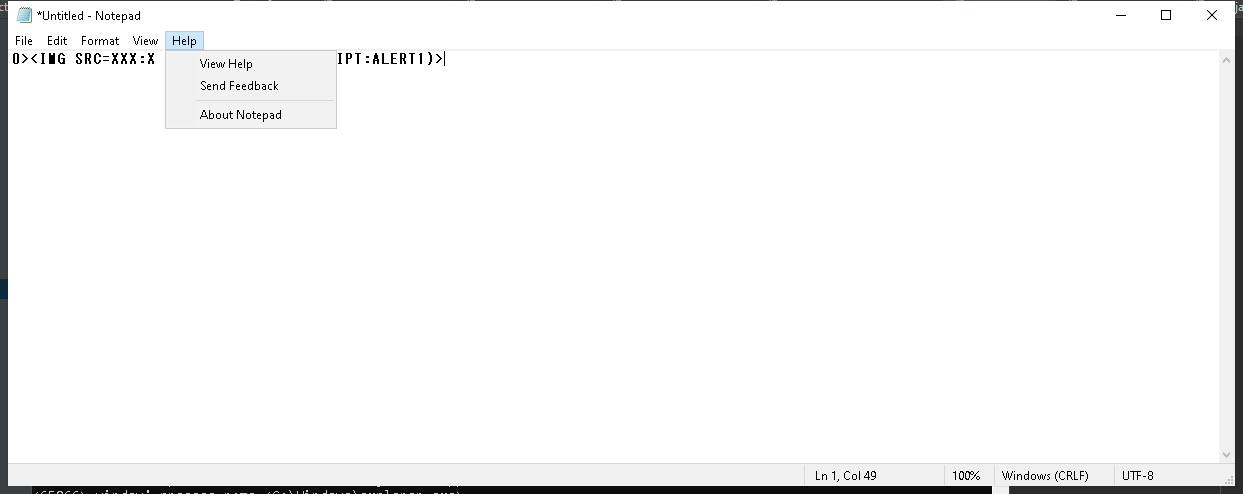 *Untitled - Notepad
File Edit Format View Help
0><IMG SRC=XXX:X IPT:ALERT1)>
View Help
Send Feedback
About Notepad
Ln 1, Col 49 100% Windows (CRLF) UTF-8